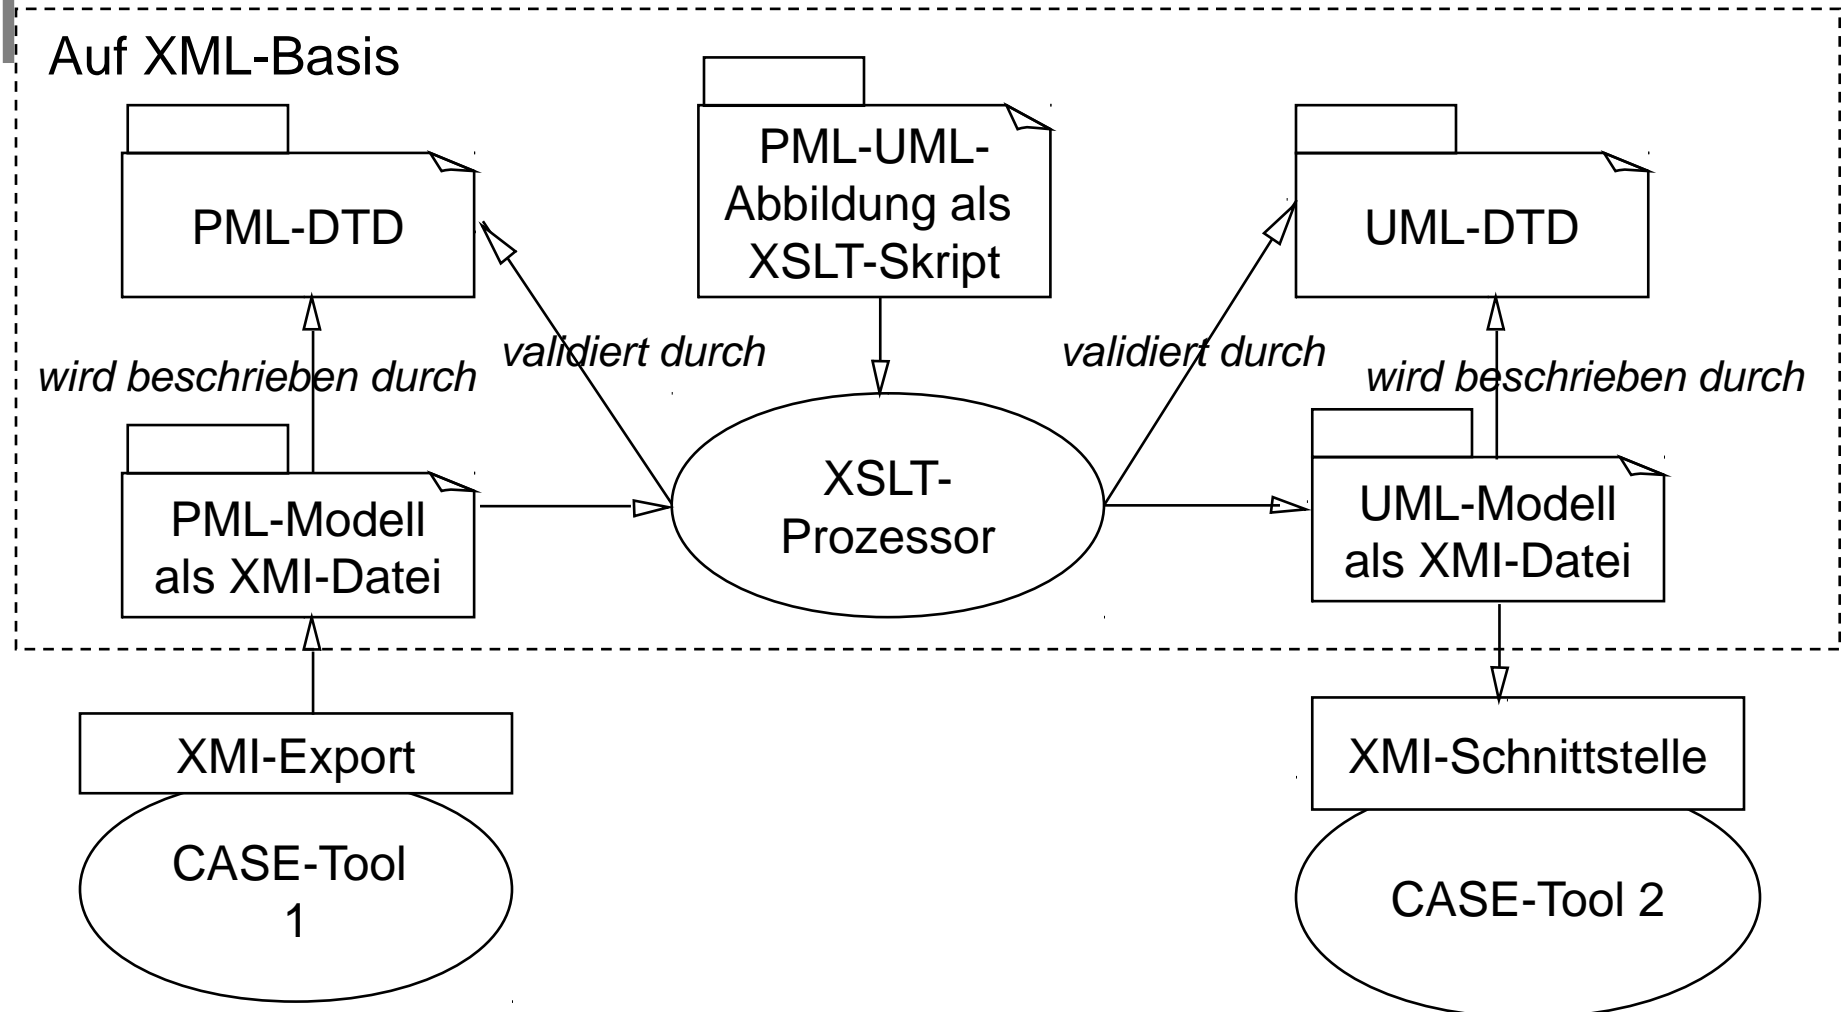 Auf XML-Basis
PML-DTD
PML-UML-
Abbildung als
XSLT-Skript
UML-DTD
wird beschrieben durch
validiert durch
validiert durch
wird beschrieben durch
PML-Modell
als XMI-Datei
XSLT-
Prozessor
UML-Modell
als XMI-Datei
XMI-Export
CASE-Tool
1
XMI-Schnittstelle
CASE-Tool 2